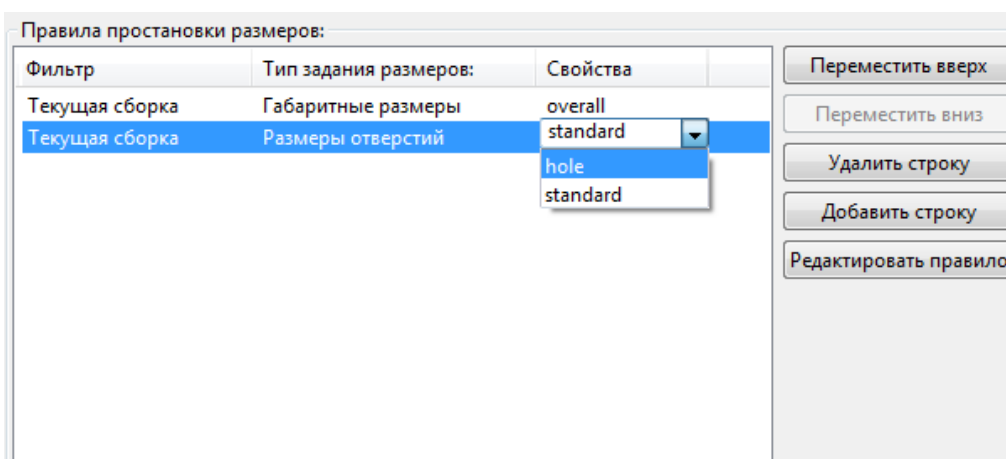 Правила простановки размеров:
Фильтр Тип задания размеров: Свойства
Текущая сборка Габаритные размеры overall
Текущая сборка Размеры отверстий standard
hole
standard
Переместить вверх
Переместить вниз
Удалить строку
Добавить строку
Редактировать правило